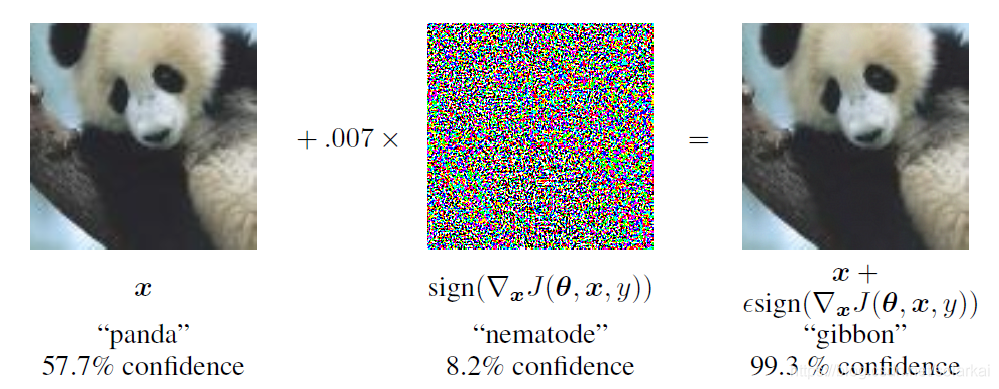 + .007 ×
=
x
sign(∇ₓJ(θ, x, y))
x +
ϵsign(∇ₓJ(θ, x, y))
“panda”
“nematode”
“gibbon”
57.7% confidence
8.2% confidence
99.3 % confidence